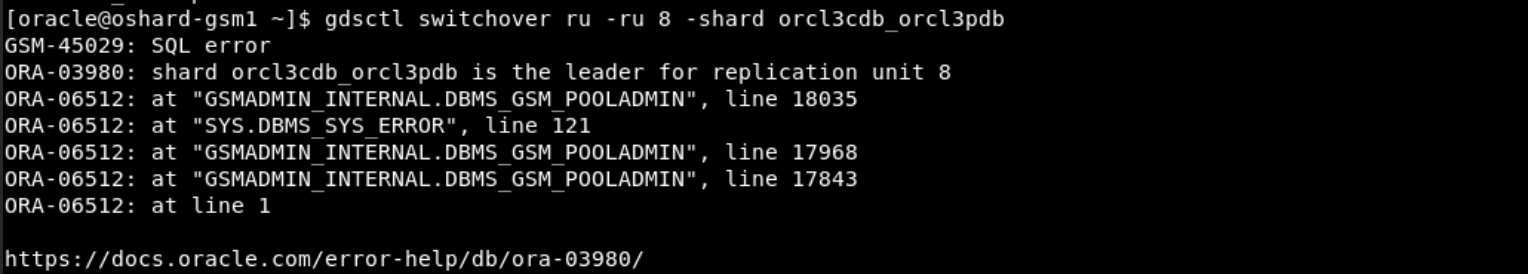 [oracle@oshard-gsm1 ~]$ gdsctl switchover ru -ru 8 -shard orcl3cdb_orcl3pdb
GSM-45029: SQL error
ORA-03980: shard orcl3cdb_orcl3pdb is the leader for replication unit 8
ORA-06512: at "GSMADMIN_INTERNAL.DBMS_GSM_POOLADMIN", line 18035
ORA-06512: at "SYS.DBMS_SYS_ERROR", line 121
ORA-06512: at "GSMADMIN_INTERNAL.DBMS_GSM_POOLADMIN", line 17968
ORA-06512: at "GSMADMIN_INTERNAL.DBMS_GSM_POOLADMIN", line 17843
ORA-06512: at line 1
https://docs.oracle.com/error-help/db/ora-03980/